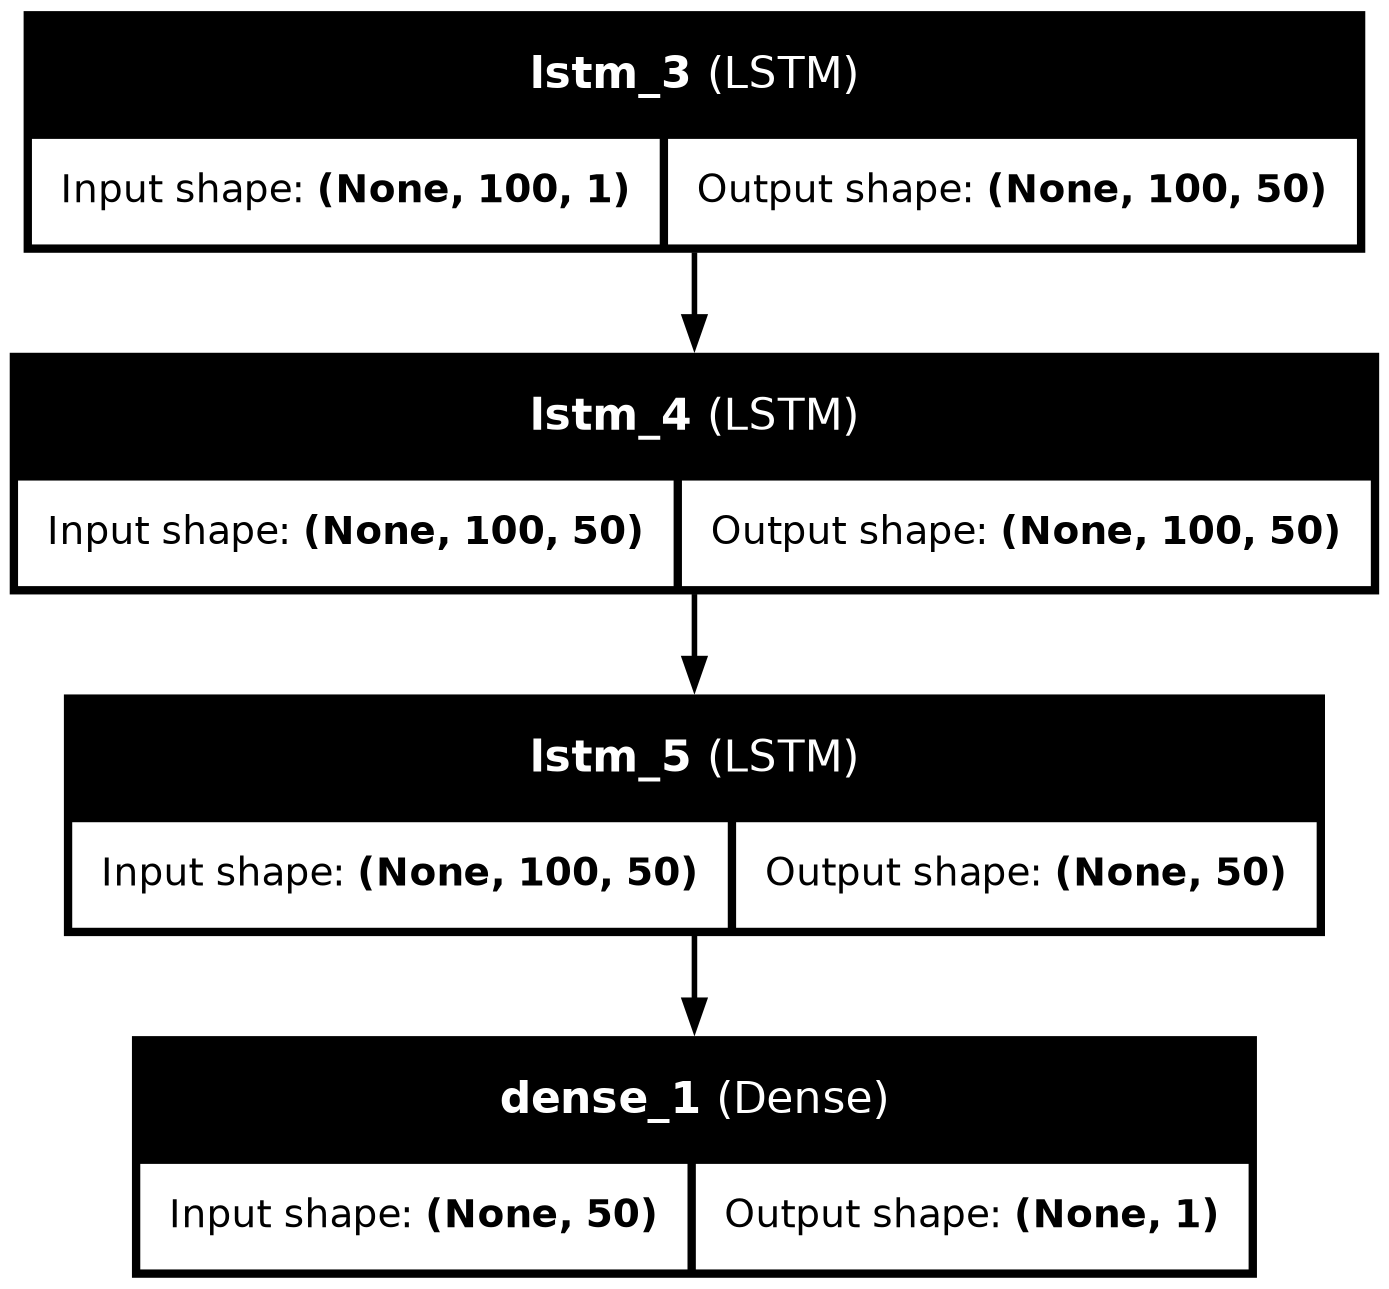 lstm_3 (LSTM)
Input shape: (None, 100, 1) Output shape: (None, 100, 50)
lstm_4 (LSTM)
Input shape: (None, 100, 50) Output shape: (None, 100, 50)
lstm_5 (LSTM)
Input shape: (None, 100, 50) Output shape: (None, 50)
dense_1 (Dense)
Input shape: (None, 50) Output shape: (None, 1)